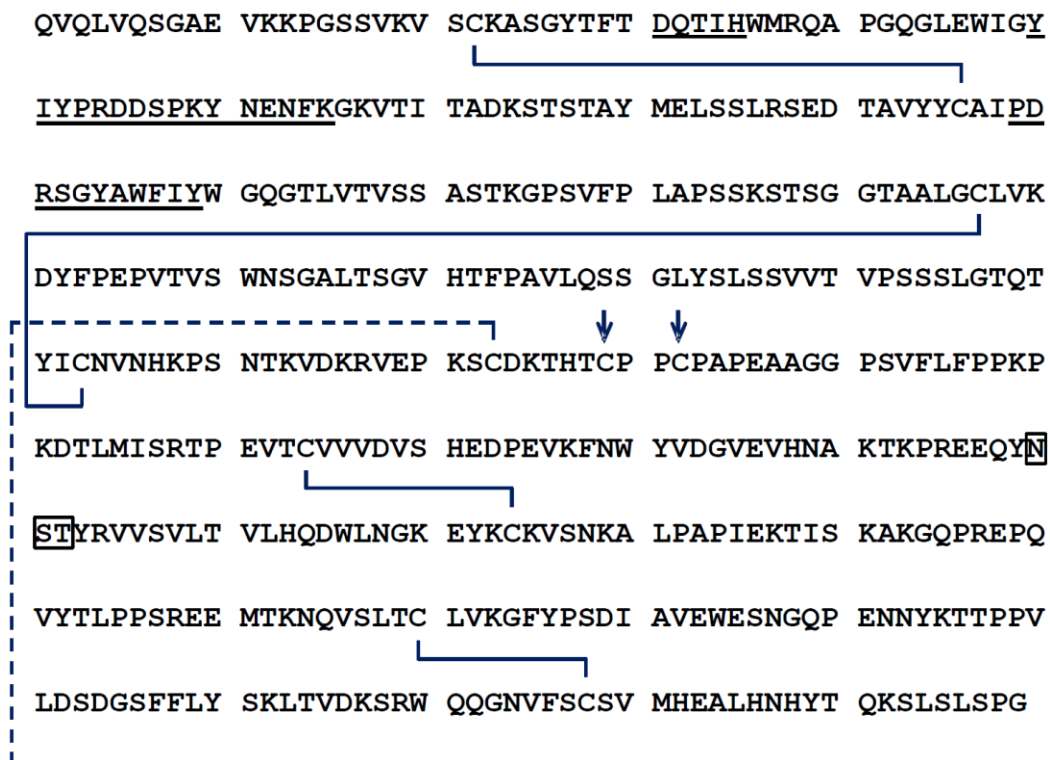 QVQLVQSGAE VKKPGSSVKV SCKASGYTFT DQTIHWMRQA PGQGLEWIGY
IYPRDDSPKY NENFKGKVTI TADKSTSTAY MELSSLRSED TAVYYCAIPD
RSGYAWFIYW GQGTLVTVSS ASTKGPSVFP LAPSSKSTSG GTAALGCLVK
DYFPEPVTVS WNSGALTSGV HTFPAVLQSS GLYSLSSVVT VPSSSLGTQT
YICNVNHKPS NTKVDKRVEP KSCDKTHTCP PCPAPEAAGG PSVFLFPPKP
KDTLMISRTP EVTCVVVDVS HEDPEVKFNW YVDGVEVHNA KTKPREEQYN
STYRVVSVLT VLHQDWLNGK EYKCKVSNKA LPAPIEKTIS KAKGQPREPQ
VYTLPPSREE MTKNQVSLTC LVKGFYPSDI AVEWESNGQP ENNYKTTPPV
LDSDGSFFLY SKLTVDKSRW QQGNVFSCSV MHEALHNHYT QKSLSLSPG